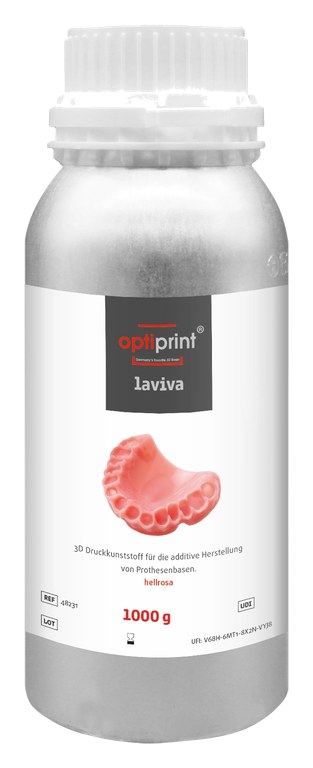 optiprint®
laviva
3D Druckkunststoff für die additive Herstellung
von Prothesenbasen.
hellrosa
REF 48231
UDI
LOT
1000 g